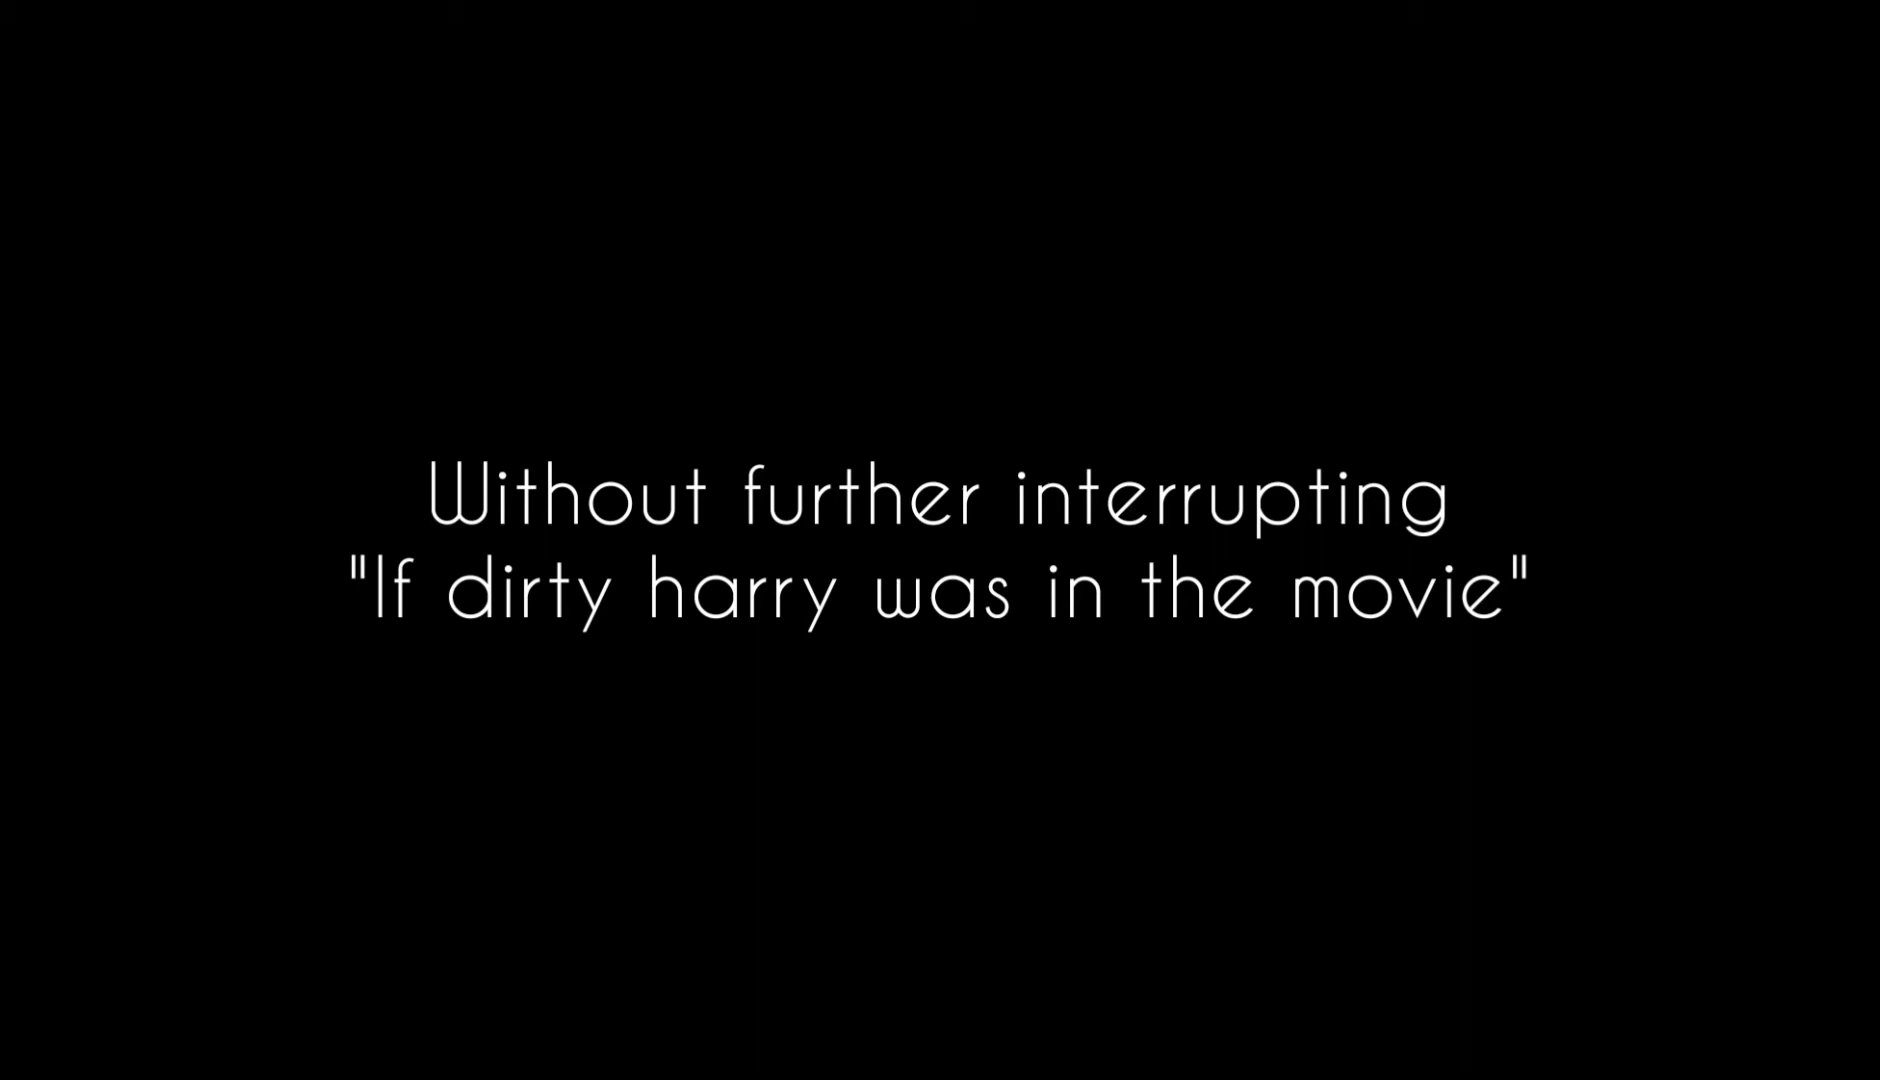 Without further interrupting
"If dirty harry was in the movie"